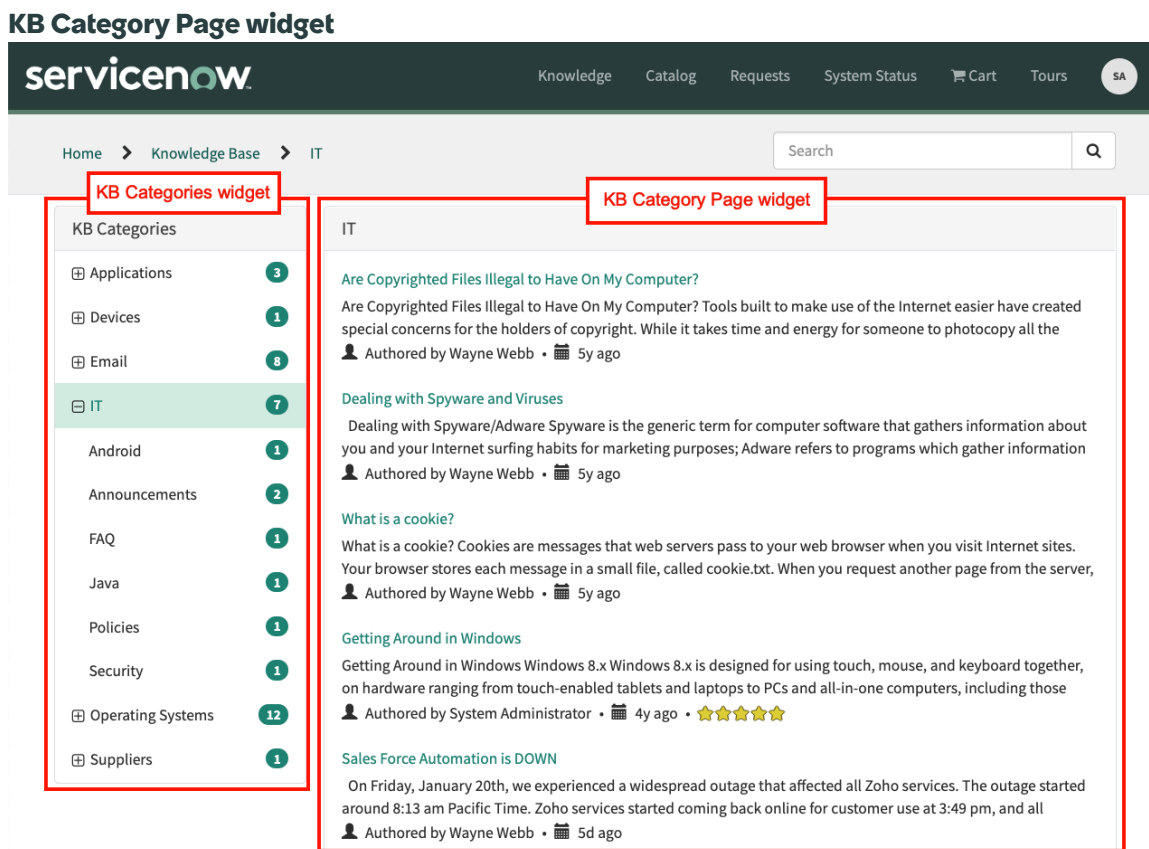 KB Category Page widget
servicenow
Knowledge Catalog Requests System Status Cart Tours SA
Home Knowledge Base IT
Search
KB Categories widget
KB Categories
Applications 3
Devices 1
Email 8
IT 7
Android 1
Announcements 2
FAQ 1
Java 1
Policies 1
Security 1
Operating Systems 12
Suppliers 1
KB Category Page widget
IT
Are Copyrighted Files Illegal to Have On My Computer?
Are Copyrighted Files Illegal to Have On My Computer? Tools built to make use of the Internet easier have created
special concerns for the holders of copyright. While it takes time and energy for someone to photocopy all the
Authored by Wayne Webb • 5y ago
Dealing with Spyware and Viruses
Dealing with Spyware/Adware Spyware is the generic term for computer software that gathers information about
you and your Internet surfing habits for marketing purposes; Adware refers to programs which gather information
Authored by Wayne Webb • 5y ago
What is a cookie?
What is a cookie? Cookies are messages that web servers pass to your web browser when you visit Internet sites.
Your browser stores each message in a small file, called cookie.txt. When you request another page from the server,
Authored by Wayne Webb • 5y ago
Getting Around in Windows
Getting Around in Windows Windows 8.x Windows 8.x is designed for using touch, mouse, and keyboard together,
on hardware ranging from touch-enabled tablets and laptops to PCs and all-in-one computers, including those
Authored by System Administrator • 4y ago •
Sales Force Automation is DOWN
On Friday, January 20th, we experienced a widespread outage that affected all Zoho services. The outage started
around 8:13 am Pacific Time. Zoho services started coming back online for customer use at 3:49 pm, and all
Authored by Wayne Webb • 5d ago